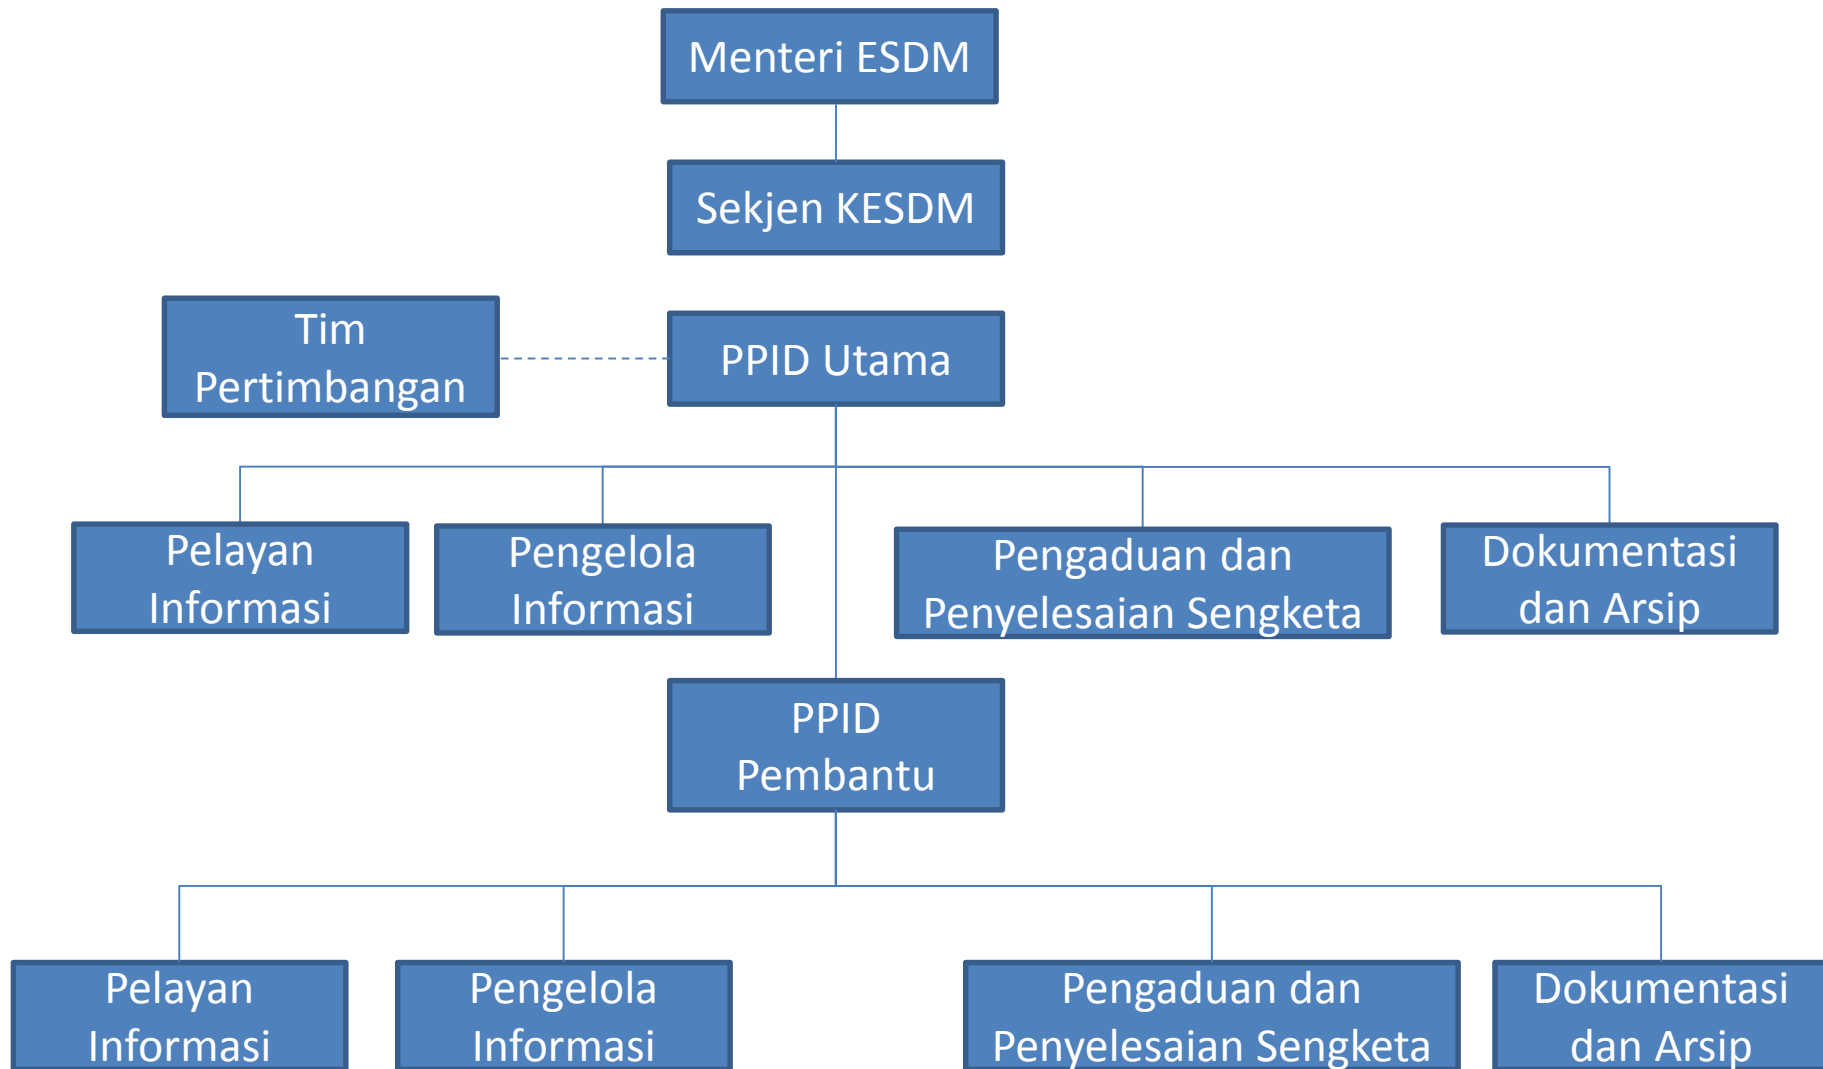 Menteri ESDM
Sekjen KESDM
Tim
Pertimbangan
PPID Utama
Pelayan
Informasi
Pengelola
Informasi
Pengaduan dan
Penyelesaian Sengketa
Dokumentasi
dan Arsip
PPID
Pembantu
Pelayan
Informasi
Pengelola
Informasi
Pengaduan dan
Penyelesaian Sengketa
Dokumentasi
dan Arsip